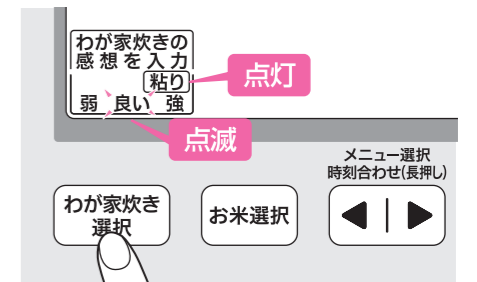 わが家炊きの
感想を入力
粘り
弱 良い 強
点灯
点滅
メニュー選択
時刻合わせ(長押し)
わが家炊き
選択
お米選択